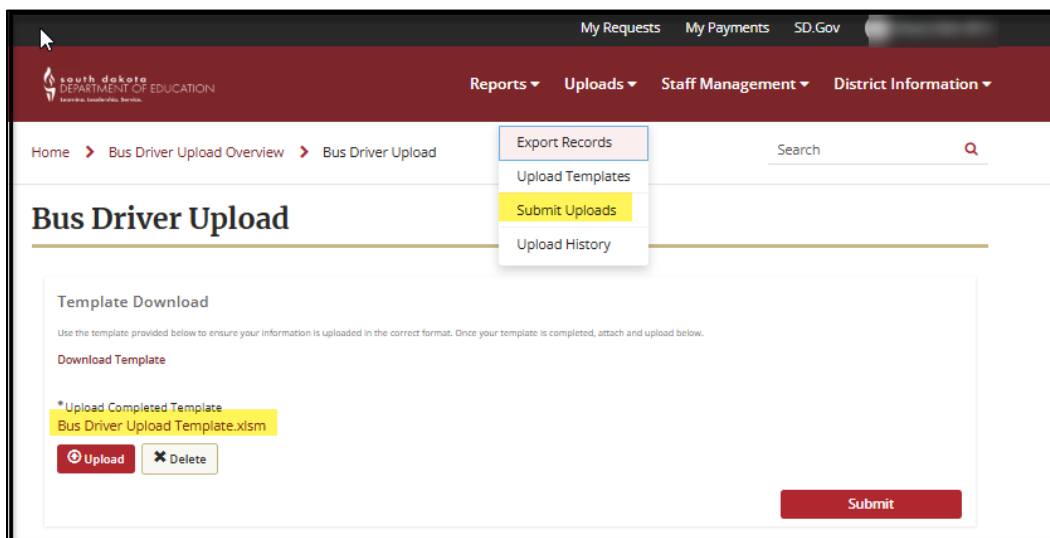 My Requests My Payments SD.Gov
south dakota
DEPARTMENT OF EDUCATION
Learning. Leadership. Service.
Reports Uploads Staff Management District Information
Home > Bus Driver Upload Overview > Bus Driver Upload
Search
Export Records
Upload Templates
Submit Uploads
Upload History
Bus Driver Upload
Template Download
Use the template provided below to ensure your information is uploaded in the correct format. Once your template is completed, attach and upload below.
Download Template
*Upload Completed Template
Bus Driver Upload Template.xlsm
Upload Delete
Submit